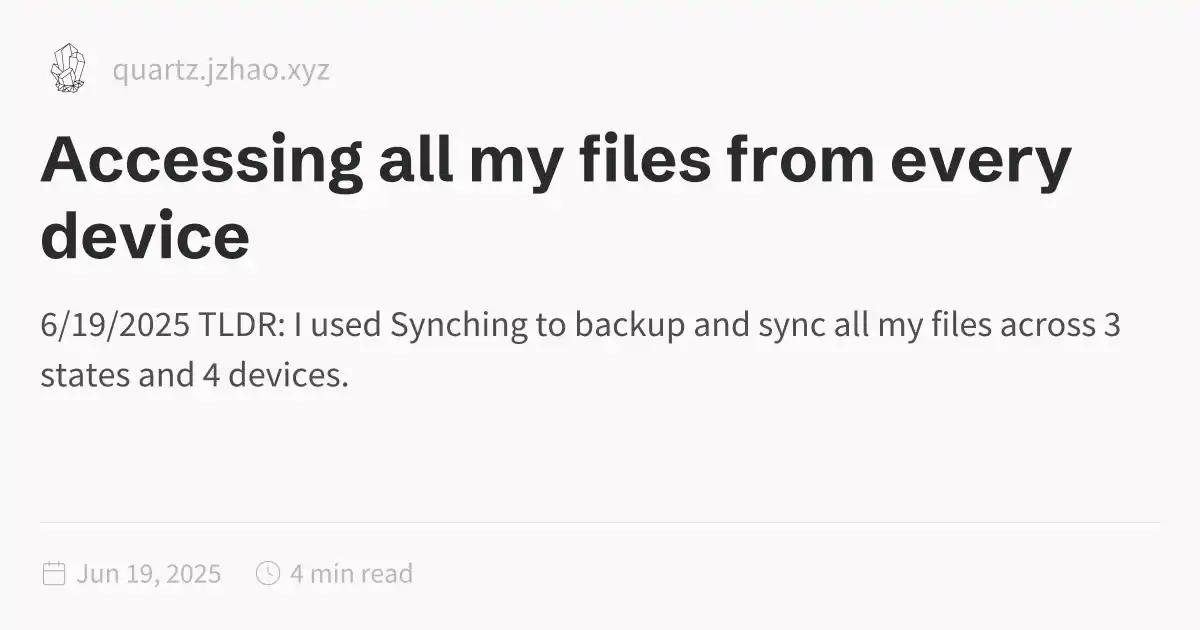 quartz.jzhao.xyz
Accessing all my files from every
device
6/19/2025 TLDR: I used Synching to backup and sync all my files across 3
states and 4 devices.
Jun 19, 2025 4 min read